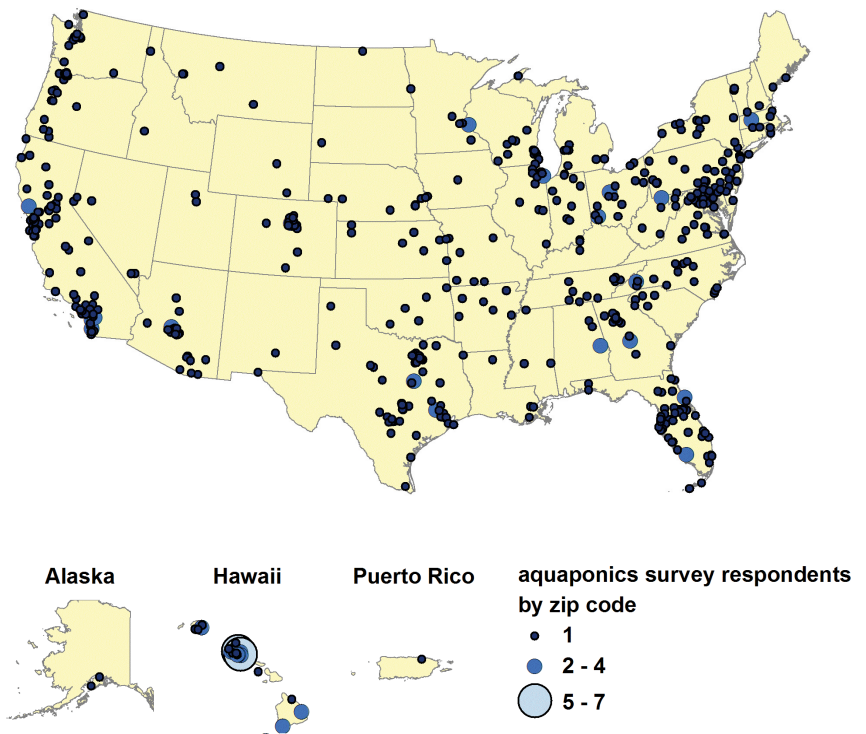 Alaska
Hawaii
Puerto Rico
aquaponics survey respondents
by zip code
1
2 - 4
5 - 7